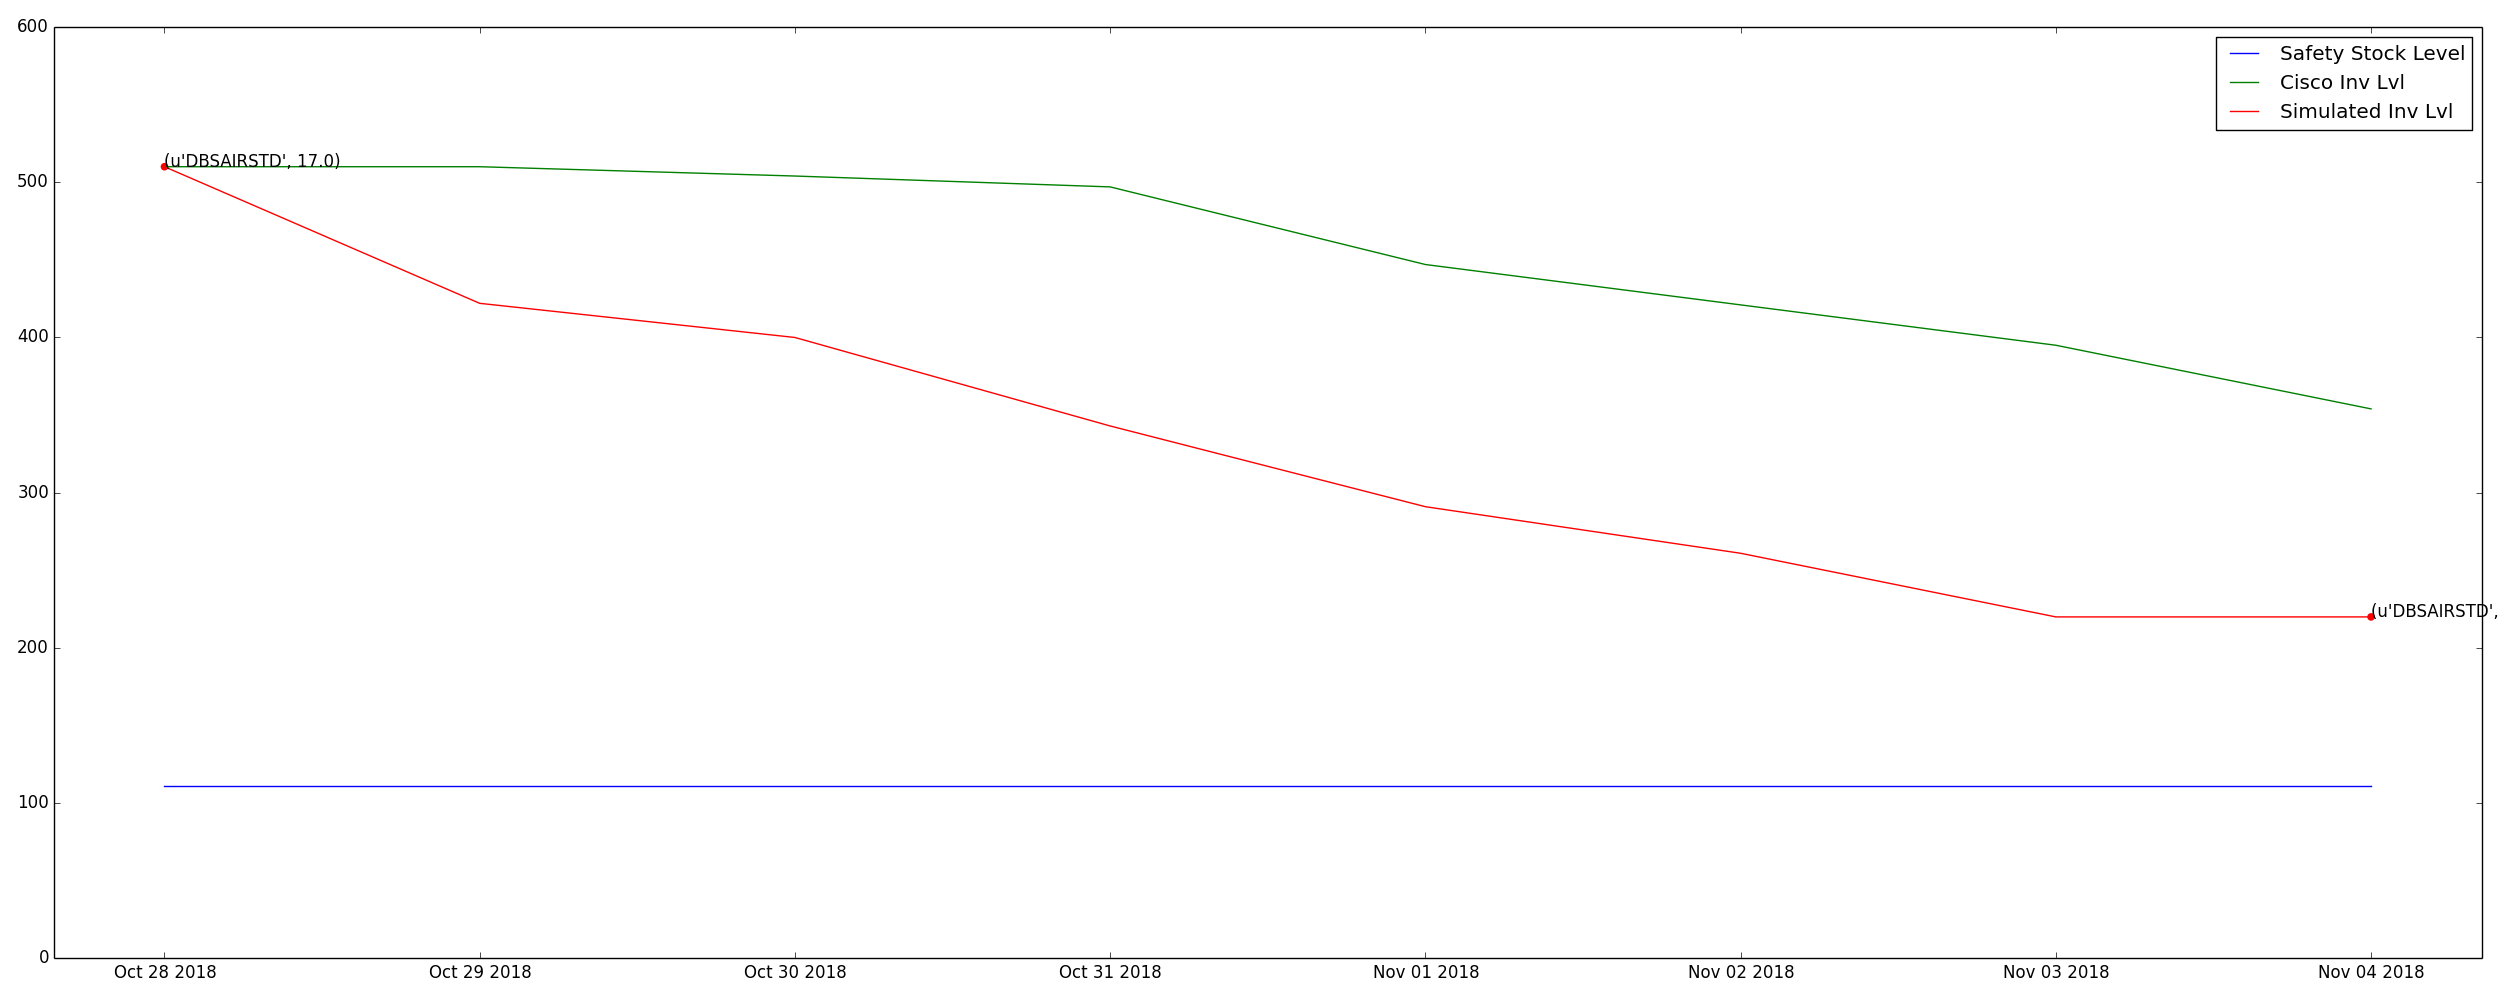 600
Safety Stock Level
Cisco Inv Lvl
Simulated Inv Lvl
(u'DBSAIRSTD', 17.0)
500
400
300
(u'DBSAIRSTD',
200
100
0
Oct 28 2018 Oct 29 2018 Oct 30 2018 Oct 31 2018 Nov 01 2018 Nov 02 2018 Nov 03 2018 Nov 04 2018